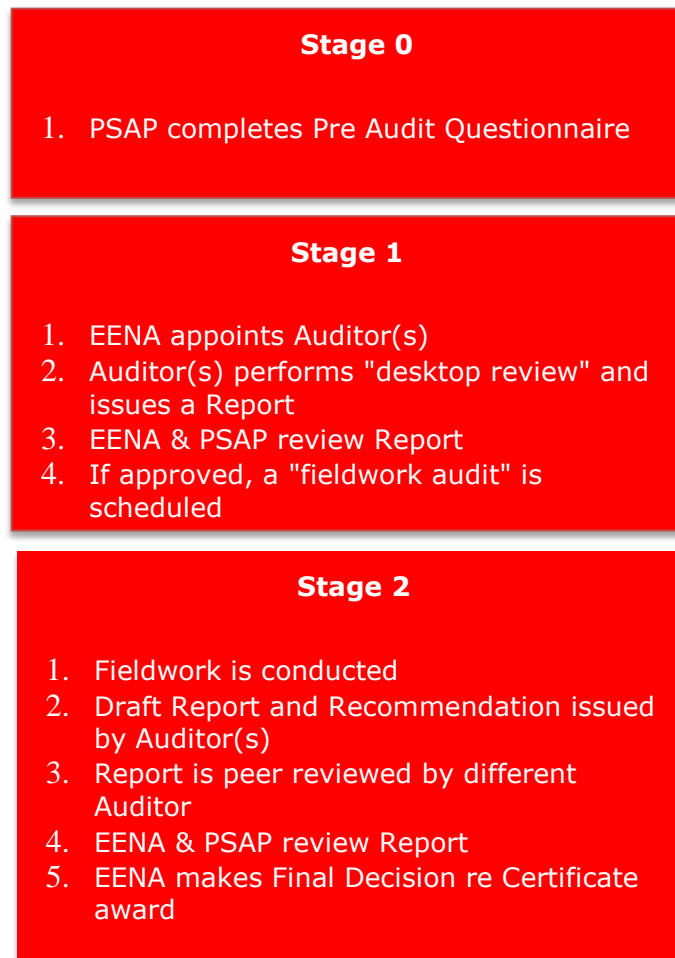 Stage 0
1. PSAP completes Pre Audit Questionnaire
Stage 1
1. EENA appoints Auditor(s)
2. Auditor(s) performs "desktop review" and
issues a Report
3. EENA & PSAP review Report
4. If approved, a "fieldwork audit" is
scheduled
Stage 2
1. Fieldwork is conducted
2. Draft Report and Recommendation issued
by Auditor(s)
3. Report is peer reviewed by different
Auditor
4. EENA & PSAP review Report
5. EENA makes Final Decision re Certificate
award